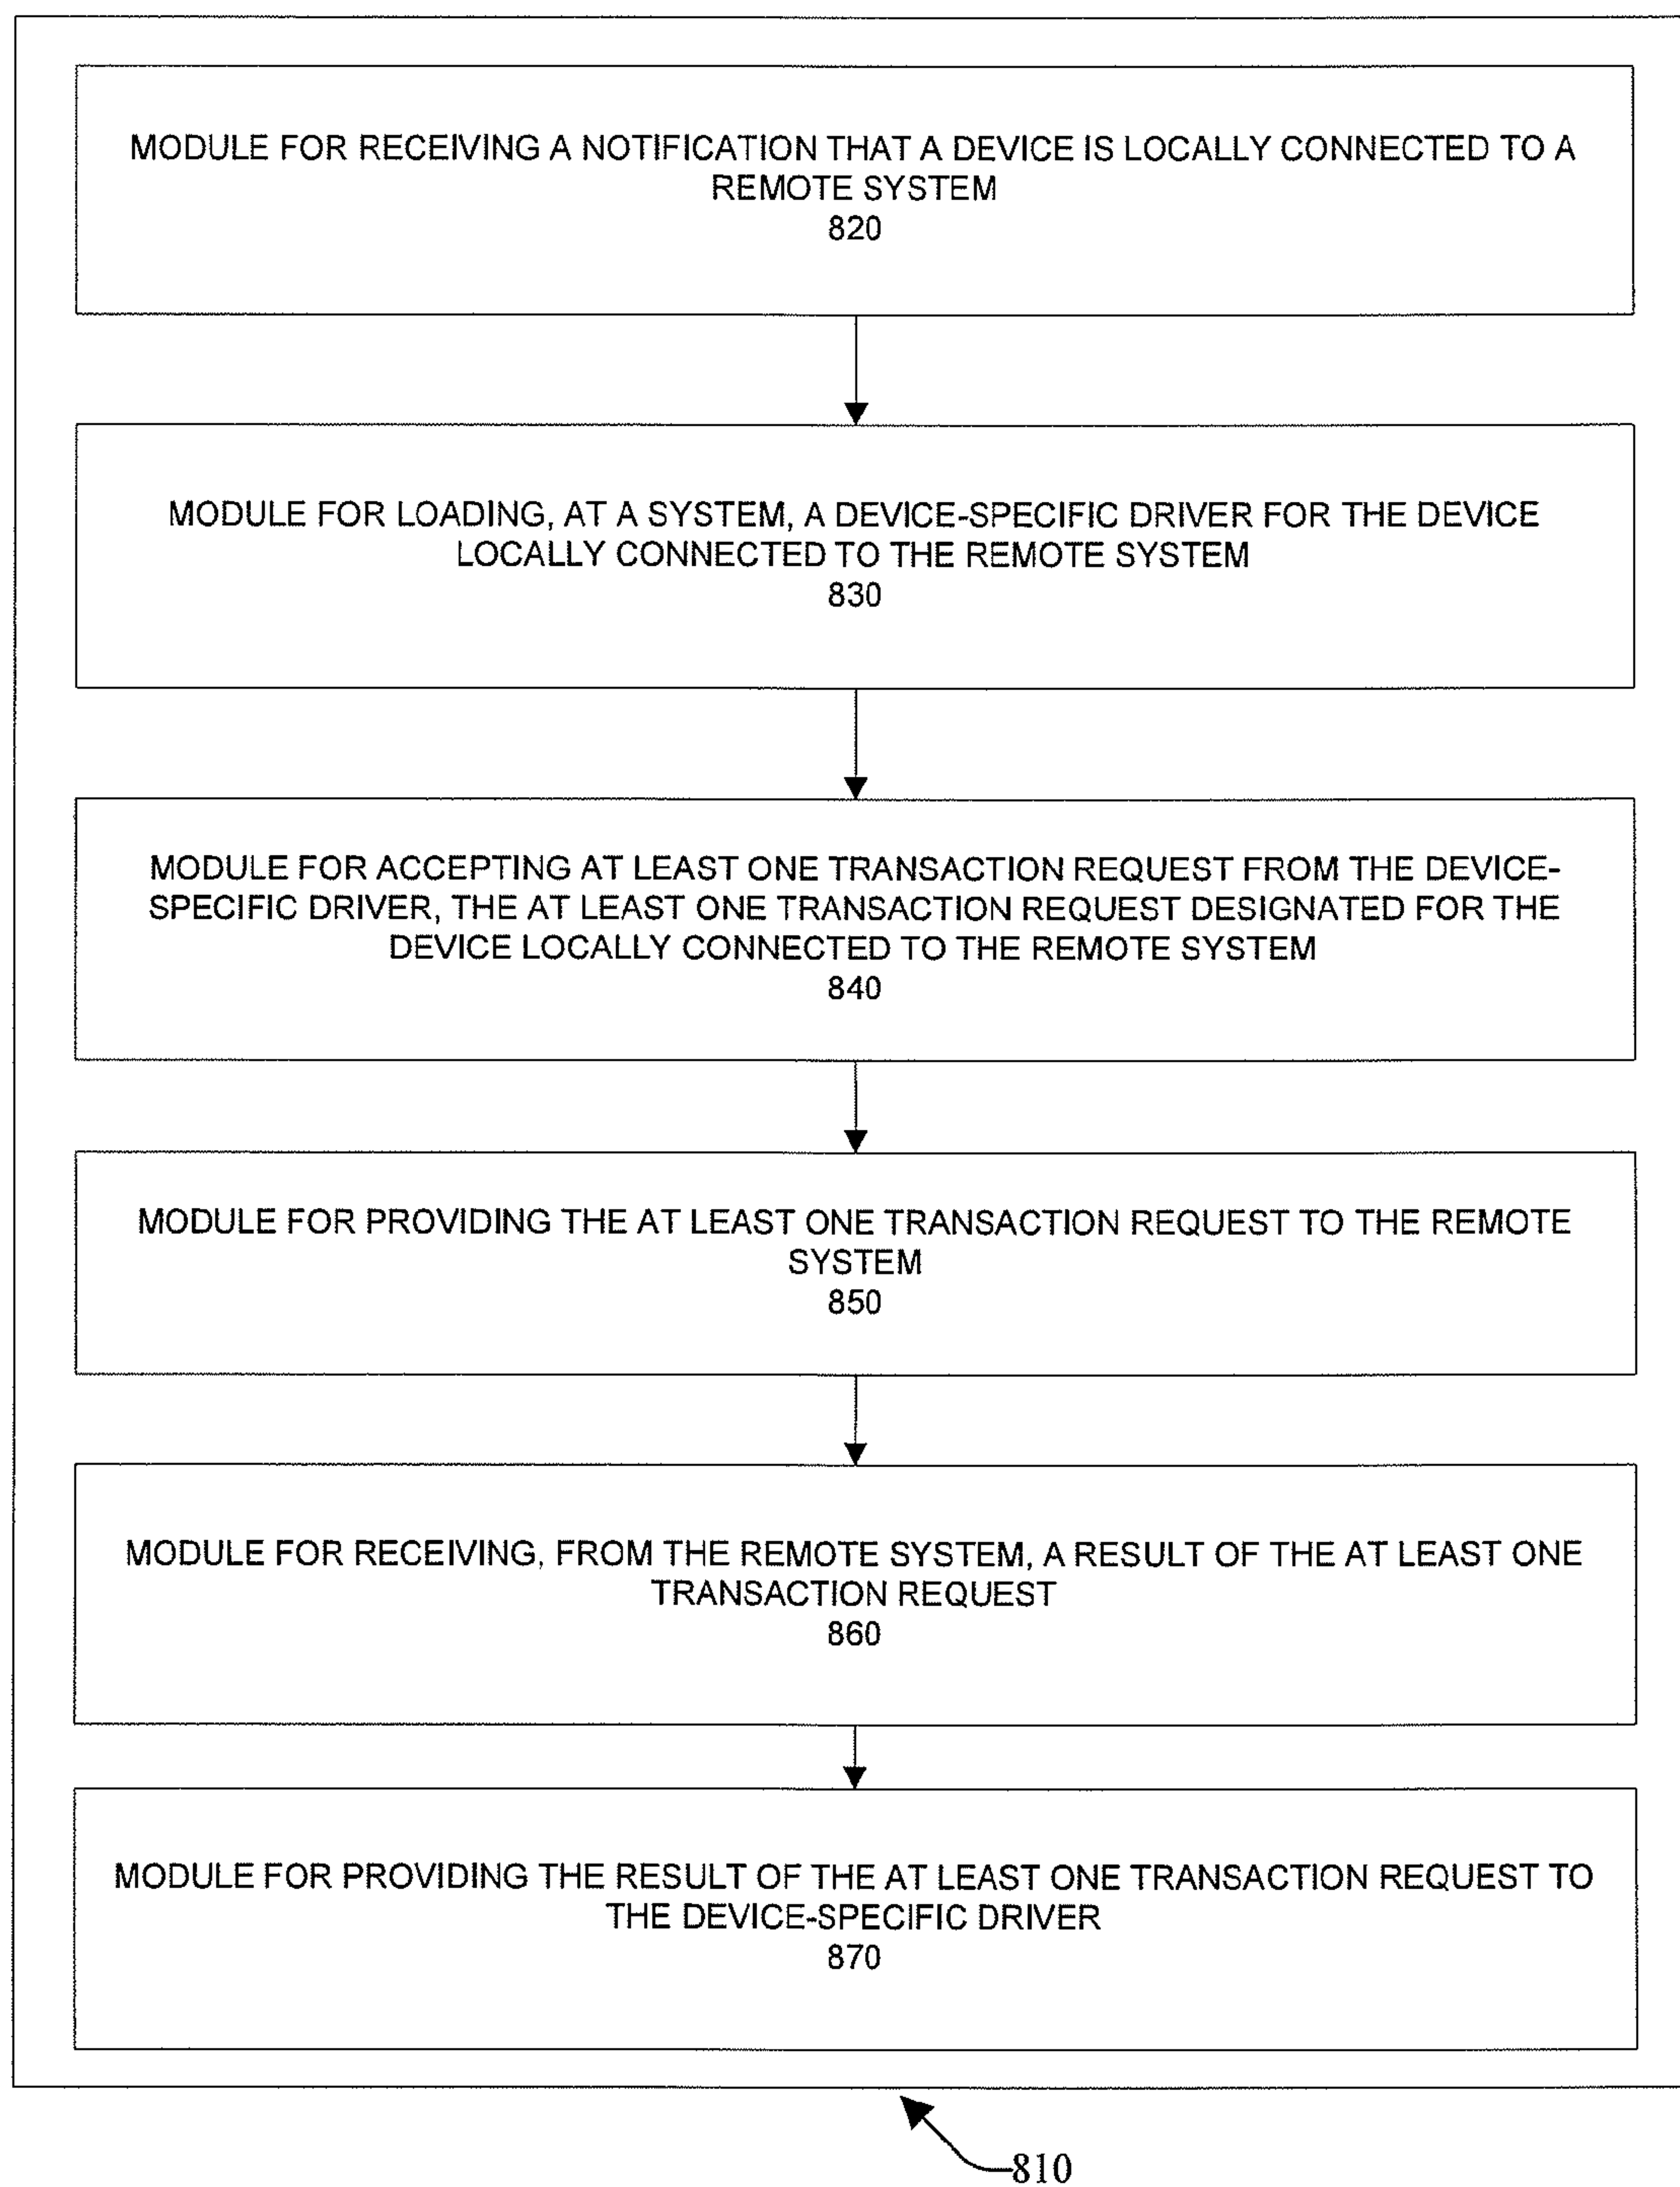 MODULE FOR RECEIVING A NOTIFICATION THAT A DEVICE IS LOCALLY CONNECTED TO A
REMOTE SYSTEM
820
MODULE FOR LOADING, AT A SYSTEM, A DEVICE-SPECIFIC DRIVER FOR THE DEVICE
LOCALLY CONNECTED TO THE REMOTE SYSTEM
830
MODULE FOR ACCEPTING AT LEAST ONE TRANSACTION REQUEST FROM THE DEVICE-
SPECIFIC DRIVER, THE AT LEAST ONE TRANSACTION REQUEST DESIGNATED FOR THE
DEVICE LOCALLY CONNECTED TO THE REMOTE SYSTEM
840
MODULE FOR PROVIDING THE AT LEAST ONE TRANSACTION REQUEST TO THE REMOTE
SYSTEM
850
MODULE FOR RECEIVING, FROM THE REMOTE SYSTEM, A RESULT OF THE AT LEAST ONE
TRANSACTION REQUEST
860
MODULE FOR PROVIDING THE RESULT OF THE AT LEAST ONE TRANSACTION REQUEST TO
THE DEVICE-SPECIFIC DRIVER
870
810